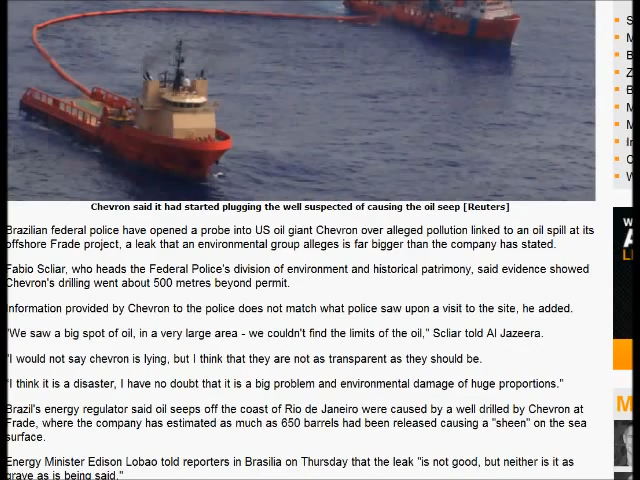 Chevron said it had started plugging the well suspected of causing the oil seep [Reuters]
Brazilian federal police have opened a probe into US oil giant Chevron over alleged pollution linked to an oil spill at its
offshore Frade project, a leak that an environmental group alleges is far bigger than the company has stated.
Fabio Scliar, who heads the Federal Police's division of environment and historical patrimony, said evidence showed
Chevron's drilling went about 500 metres beyond permit.
Information provided by Chevron to the police does not match what police saw upon a visit to the site, he added.
"We saw a big spot of oil, in a very large area - we couldn't find the limits of the oil," Scliar told Al Jazeera.
"I would not say chevron is lying, but I think that they are not as transparent as they should be.
"I think it is a disaster, I have no doubt that it is a big problem and environmental damage of huge proportions."
Brazil's energy regulator said oil seeps off the coast of Rio de Janeiro were caused by a well drilled by Chevron at
Frade, where the company has estimated as much as 650 barrels had been released causing a "sheen" on the sea
surface.
Energy Minister Edison Lobao told reporters in Brasilia on Thursday that the leak "is not good, but neither is it as
grave as is being said."